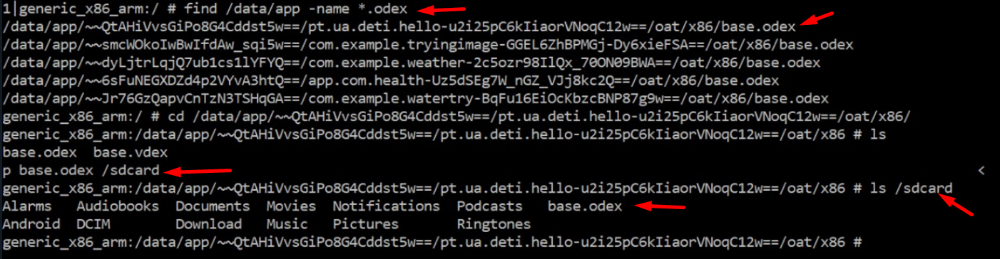 1|generic_x86_arm:/ # find /data/app -name *.odex
/data/app/~~QtAHiVvsGiPo8G4Cddst5w==/pt.ua.deti.hello-u2i25pC6kIiaorVNoqC12w==/oat/x86/base.odex
/data/app/~~smcWOkoIwBwIfdAw_sqi5w==/com.example.tryingimage-GGEL6ZhBPMGj-Dy6xieFSA==/oat/x86/base.odex
/data/app/~~dyLjtrLqjQ7ub1cs1lYFYQ==/com.example.weather-2c5ozr98IlQx_70ON09BWA==/oat/x86/base.odex
/data/app/~~6sFuNEGXDZd4p2VYvA3htQ==/app.com.health-Uz5dSEg7W_nGZ_VJj8kc2Q==/oat/x86/base.odex
/data/app/~~Jr76GzQapvCnTzN3TSHqGA==/com.example.watertry-BqFu16EiOcKbzcBNP87g9w==/oat/x86/base.odex
generic_x86_arm:/ # cd /data/app/~~QtAHiVvsGiPo8G4Cddst5w==/pt.ua.deti.hello-u2i25pC6kIiaorVNoqC12w==/oat/x86/
generic_x86_arm:/data/app/~~QtAHiVvsGiPo8G4Cddst5w==/pt.ua.deti.hello-u2i25pC6kIiaorVNoqC12w==/oat/x86 # ls
base.odex  base.vdex
p base.odex /sdcard <
generic_x86_arm:/data/app/~~QtAHiVvsGiPo8G4Cddst5w==/pt.ua.deti.hello-u2i25pC6kIiaorVNoqC12w==/oat/x86 # ls /sdcard
Alarms   Audiobooks  Documents  Movies  Notifications  Podcasts   base.odex
Android  DCIM        Download   Music   Pictures       Ringtones
generic_x86_arm:/data/app/~~QtAHiVvsGiPo8G4Cddst5w==/pt.ua.deti.hello-u2i25pC6kIiaorVNoqC12w==/oat/x86 #